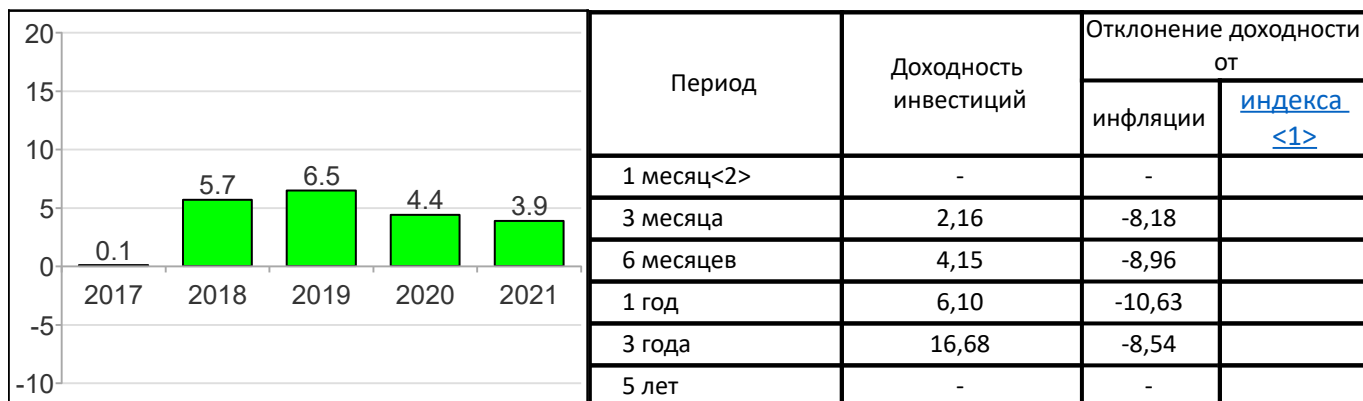 20
15
10
5
0
-5
-10
0.1
5.7
6.5
4.4
3.9
2017 2018 2019 2020 2021
Период
Доходность
инвестиций
Отклонение доходности
от
инфляции
индекса
<1>
1 месяц<2> - -
3 месяца 2,16 -8,18
6 месяцев 4,15 -8,96
1 год 6,10 -10,63
3 года 16,68 -8,54
5 лет - -